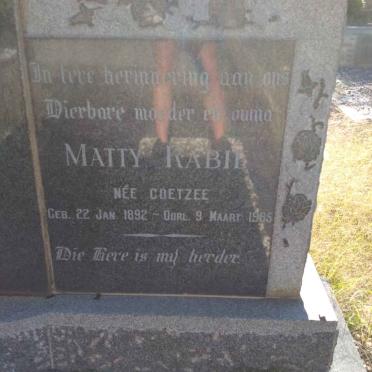 In tere herinnering aan ons
Dierbare moeder en ouma
MATTY RABIE
NÉE COETZEE
GEB. 22 JAN 1892 – OORL. 9 MAART 1965
Die Here is my herder